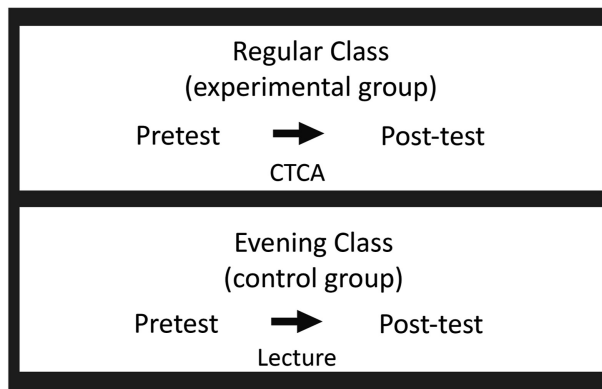 Regular Class
(experimental group)
Pretest Post-test
CTCA
Evening Class
(control group)
Pretest Post-test
Lecture